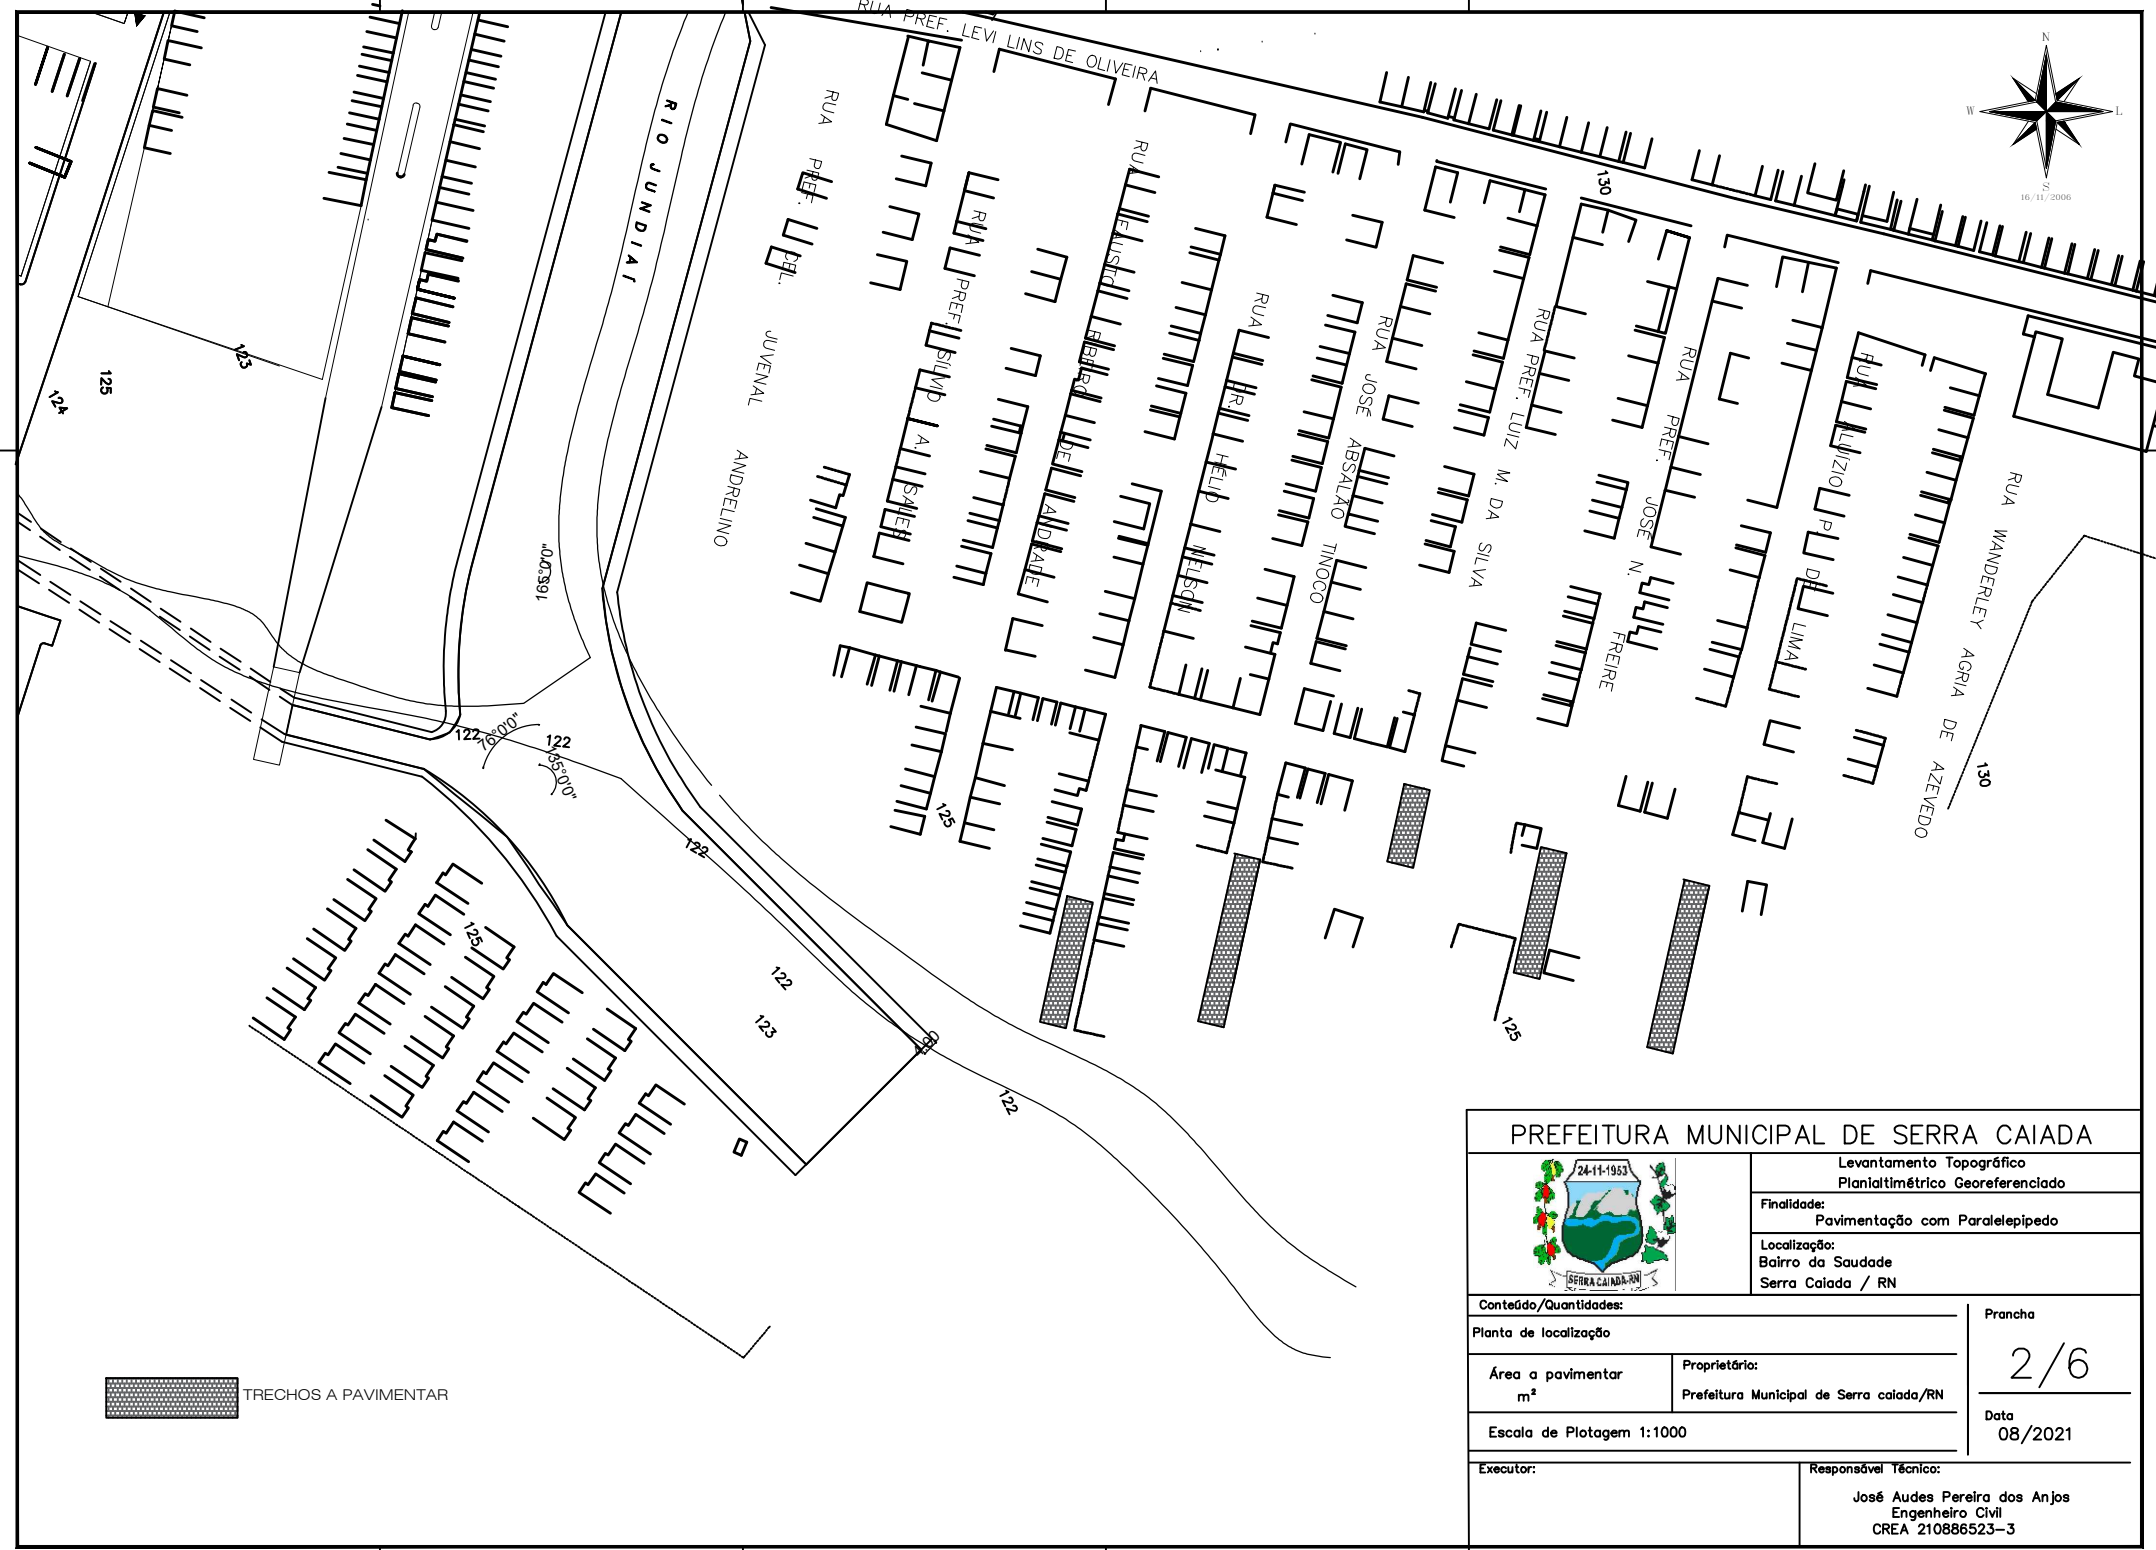 RUA PREF. LEVI LINS DE OLIVEIRA
N
W
L
S
16/11/2006
RIO JUNDIAÍ
RUA PREF. CEL. JUVENAL ANDRELINO
RUA PREF. SILVIO A. SALES
RUA FAUSTO RIBEIRO DE ANDRADE
RUA DR. HÉLIO NELSON
RUA JOSÉ ABSALÃO TINOCO
RUA PREF. LUIZ M. DA SILVA
RUA PREF. JOSÉ N. FREIRE
RUA ALUÍZIO P. DE LIMA
RUA WANDERLEY AGRIA DE AZEVEDO
130
123
125
124
165°0'0"
122
76°0'0"
122
135°0'0"
122
125
130
125
122
123
125
122
TRECHOS A PAVIMENTAR
PREFEITURA MUNICIPAL DE SERRA CAIADA
24-11-1953
SERRA CAIADA-RN
Levantamento Topográfico
Planialtimétrico Georeferenciado
Finalidade:
Pavimentação com Paralelepipedo
Localização:
Bairro da Saudade
Serra Caiada / RN
Conteúdo/Quantidades:
Planta de localização
Área a pavimentar
m²
Proprietário:
Prefeitura Municipal de Serra caiada/RN
Escala de Plotagem 1:1000
Prancha
2/6
Data
08/2021
Executor:
Responsável Técnico:
José Audes Pereira dos Anjos
Engenheiro Civil
CREA 210886523-3